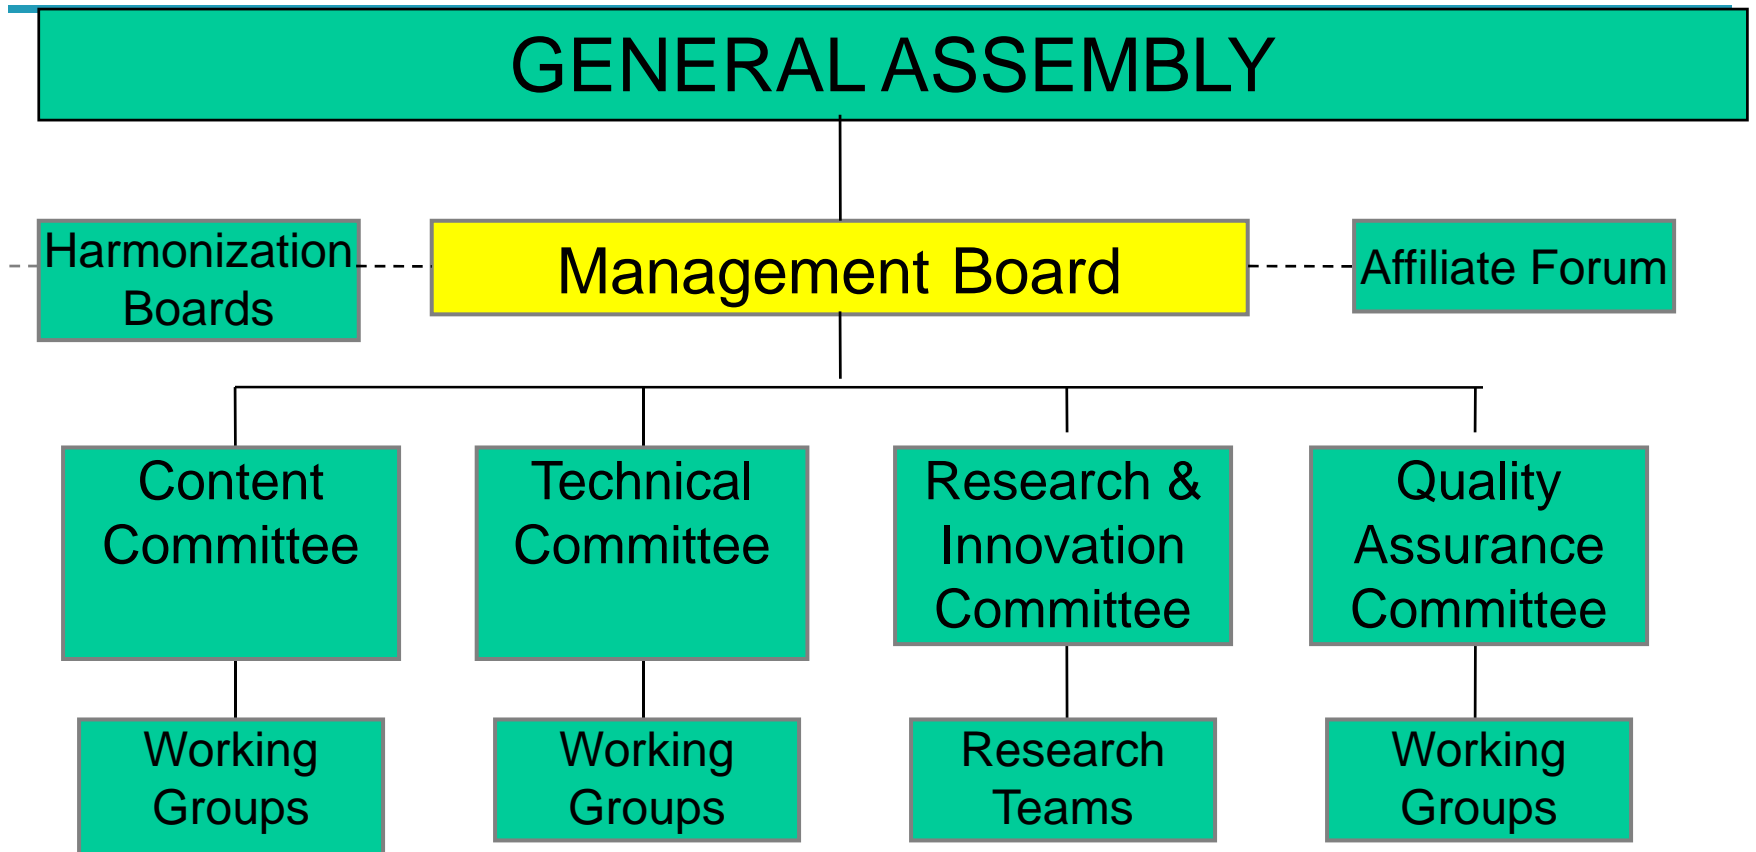 GENERAL ASSEMBLY
Harmonization
Boards
Management Board
Affiliate Forum
Content
Committee
Technical
Committee
Research &
Innovation
Committee
Quality
Assurance
Committee
Working
Groups
Working
Groups
Research
Teams
Working
Groups